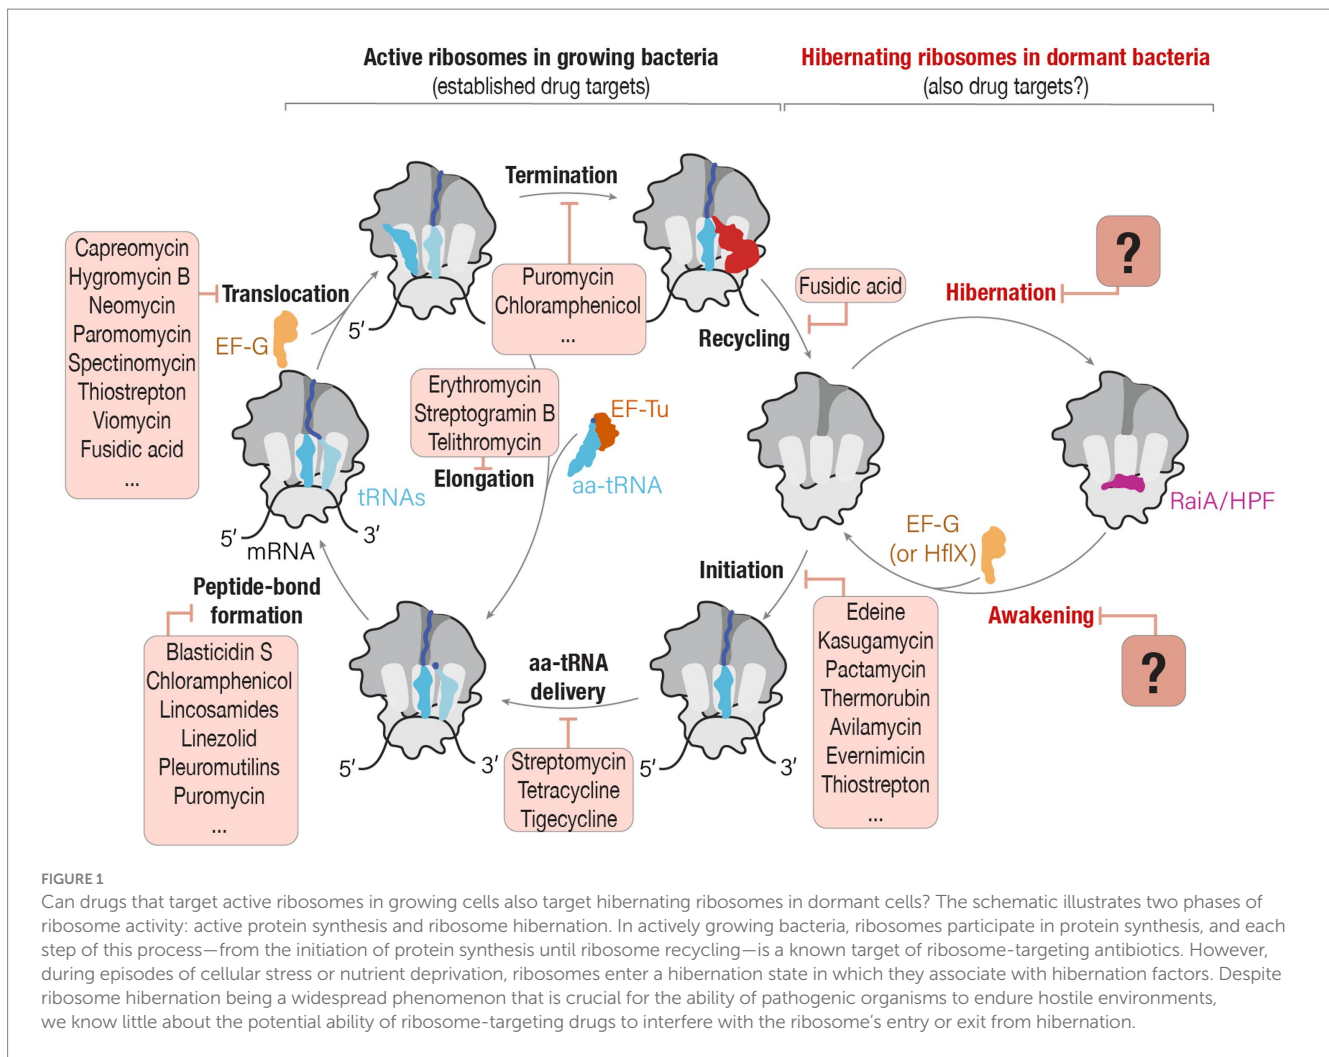 Active ribosomes in growing bacteria
(established drug targets)
Hibernating ribosomes in dormant bacteria
(also drug targets?)
Termination
Capreomycin
Hygromycin B
Neomycin
Paromomycin
Spectinomycin
Thiostrepton
Viomycin
Fusidic acid
...
Translocation
EF-G
5′
Puromycin
Chloramphenicol
...
Recycling
Fusidic acid
Hibernation
?
Erythromycin
Streptogramin B
Telithromycin
Elongation
EF-Tu
aa-tRNA
tRNAs
5′
mRNA
3′
RaiA/HPF
EF-G
(or HflX)
Peptide-bond
formation
Blasticidin S
Chloramphenicol
Lincosamides
Linezolid
Pleuromutilins
Puromycin
...
Initiation
Edeine
Kasugamycin
Pactamycin
Thermorubin
Avilamycin
Evernimicin
Thiostrepton
...
Awakening
?
aa-tRNA
delivery
5′
3′
Streptomycin
Tetracycline
Tigecycline
5′
3′
FIGURE 1
Can drugs that target active ribosomes in growing cells also target hibernating ribosomes in dormant cells? The schematic illustrates two phases of
ribosome activity: active protein synthesis and ribosome hibernation. In actively growing bacteria, ribosomes participate in protein synthesis, and each
step of this process—from the initiation of protein synthesis until ribosome recycling—is a known target of ribosome-targeting antibiotics. However,
during episodes of cellular stress or nutrient deprivation, ribosomes enter a hibernation state in which they associate with hibernation factors. Despite
ribosome hibernation being a widespread phenomenon that is crucial for the ability of pathogenic organisms to endure hostile environments,
we know little about the potential ability of ribosome-targeting drugs to interfere with the ribosome's entry or exit from hibernation.